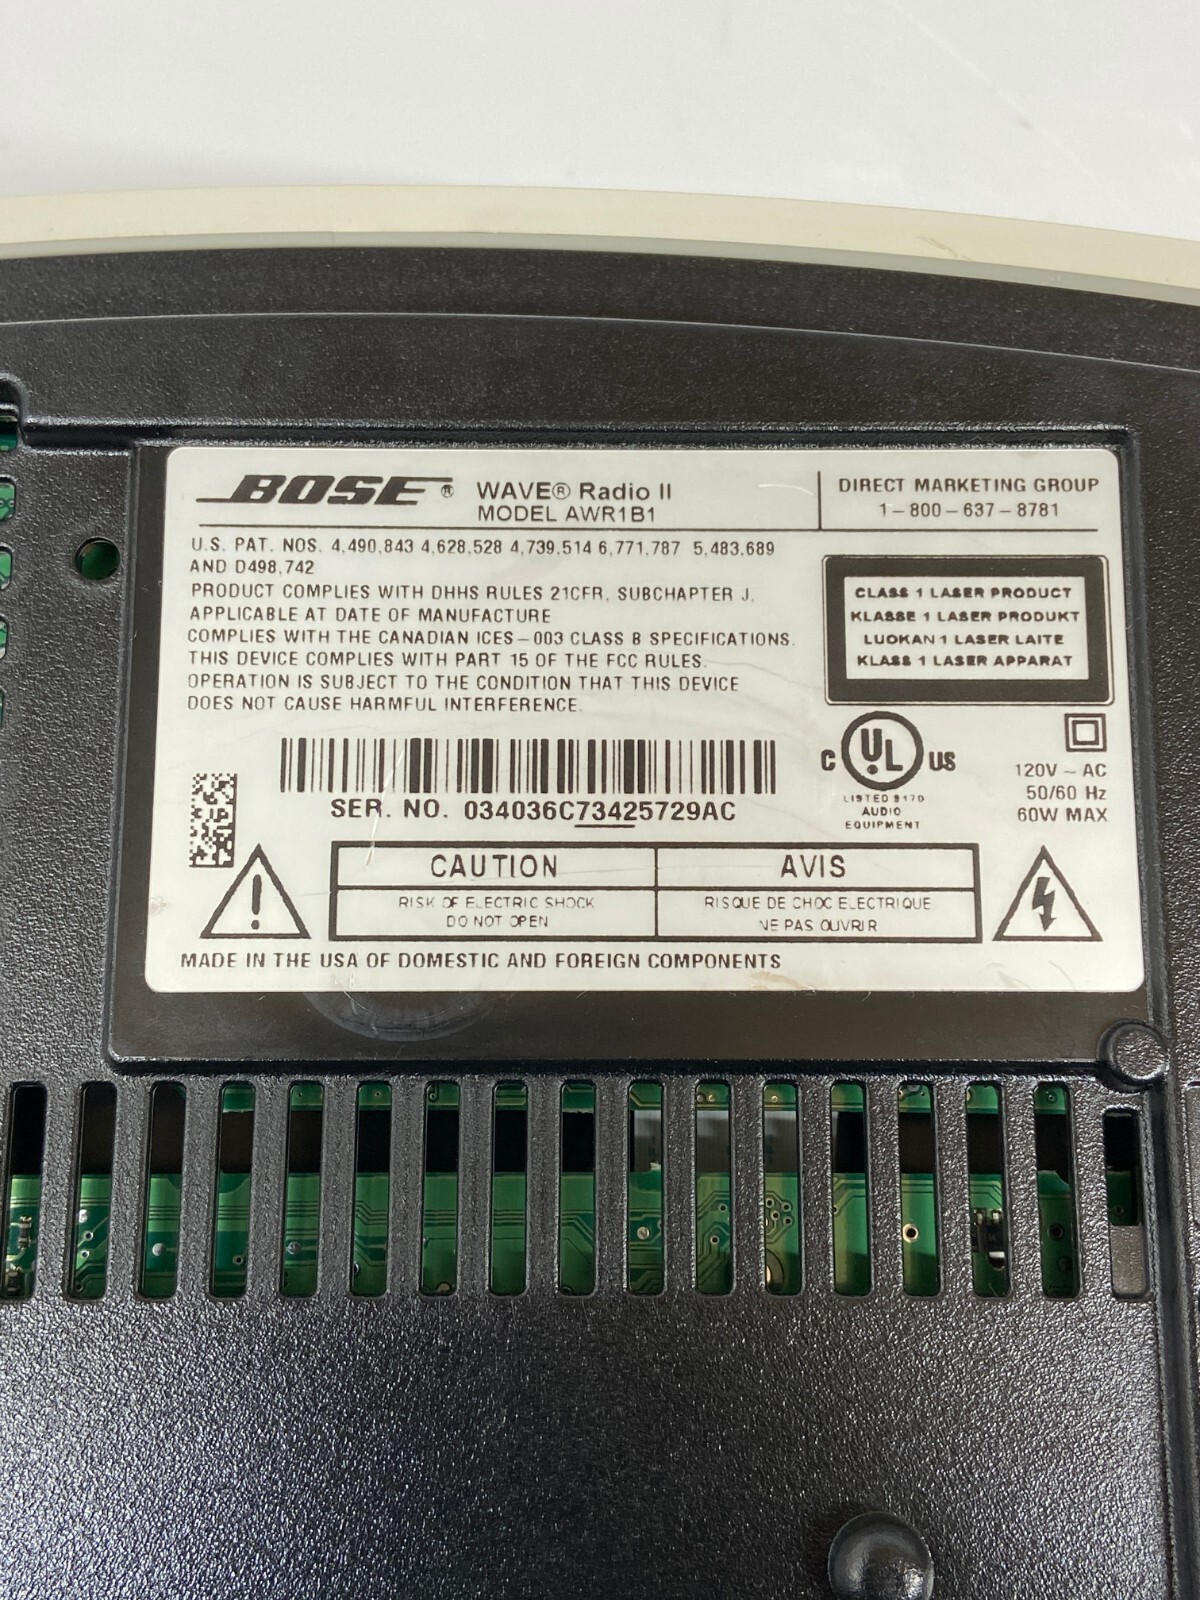 BOSE® WAVE® Radio II
MODEL AWR1B1
DIRECT MARKETING GROUP
1-800-637-8781
U.S. PAT. NOS. 4,490,843 4,628,528 4,739,514 6,771,787 5,483,689
AND D498,742
PRODUCT COMPLIES WITH DHHS RULES 21CFR, SUBCHAPTER J,
APPLICABLE AT DATE OF MANUFACTURE
COMPLIES WITH THE CANADIAN ICES-003 CLASS B SPECIFICATIONS.
THIS DEVICE COMPLIES WITH PART 15 OF THE FCC RULES.
OPERATION IS SUBJECT TO THE CONDITION THAT THIS DEVICE
DOES NOT CAUSE HARMFUL INTERFERENCE.
CLASS 1 LASER PRODUCT
KLASSE 1 LASER PRODUKT
LUOKAN 1 LASER LAITE
KLASS 1 LASER APPARAT
SER. NO. 034036C73425729AC
C UL US
LISTED 9170
AUDIO
EQUIPMENT
120V ~ AC
50/60 Hz
60W MAX
CAUTION
RISK OF ELECTRIC SHOCK
DO NOT OPEN
AVIS
RISQUE DE CHOC ELECTRIQUE
NE PAS OUVRIR
MADE IN THE USA OF DOMESTIC AND FOREIGN COMPONENTS